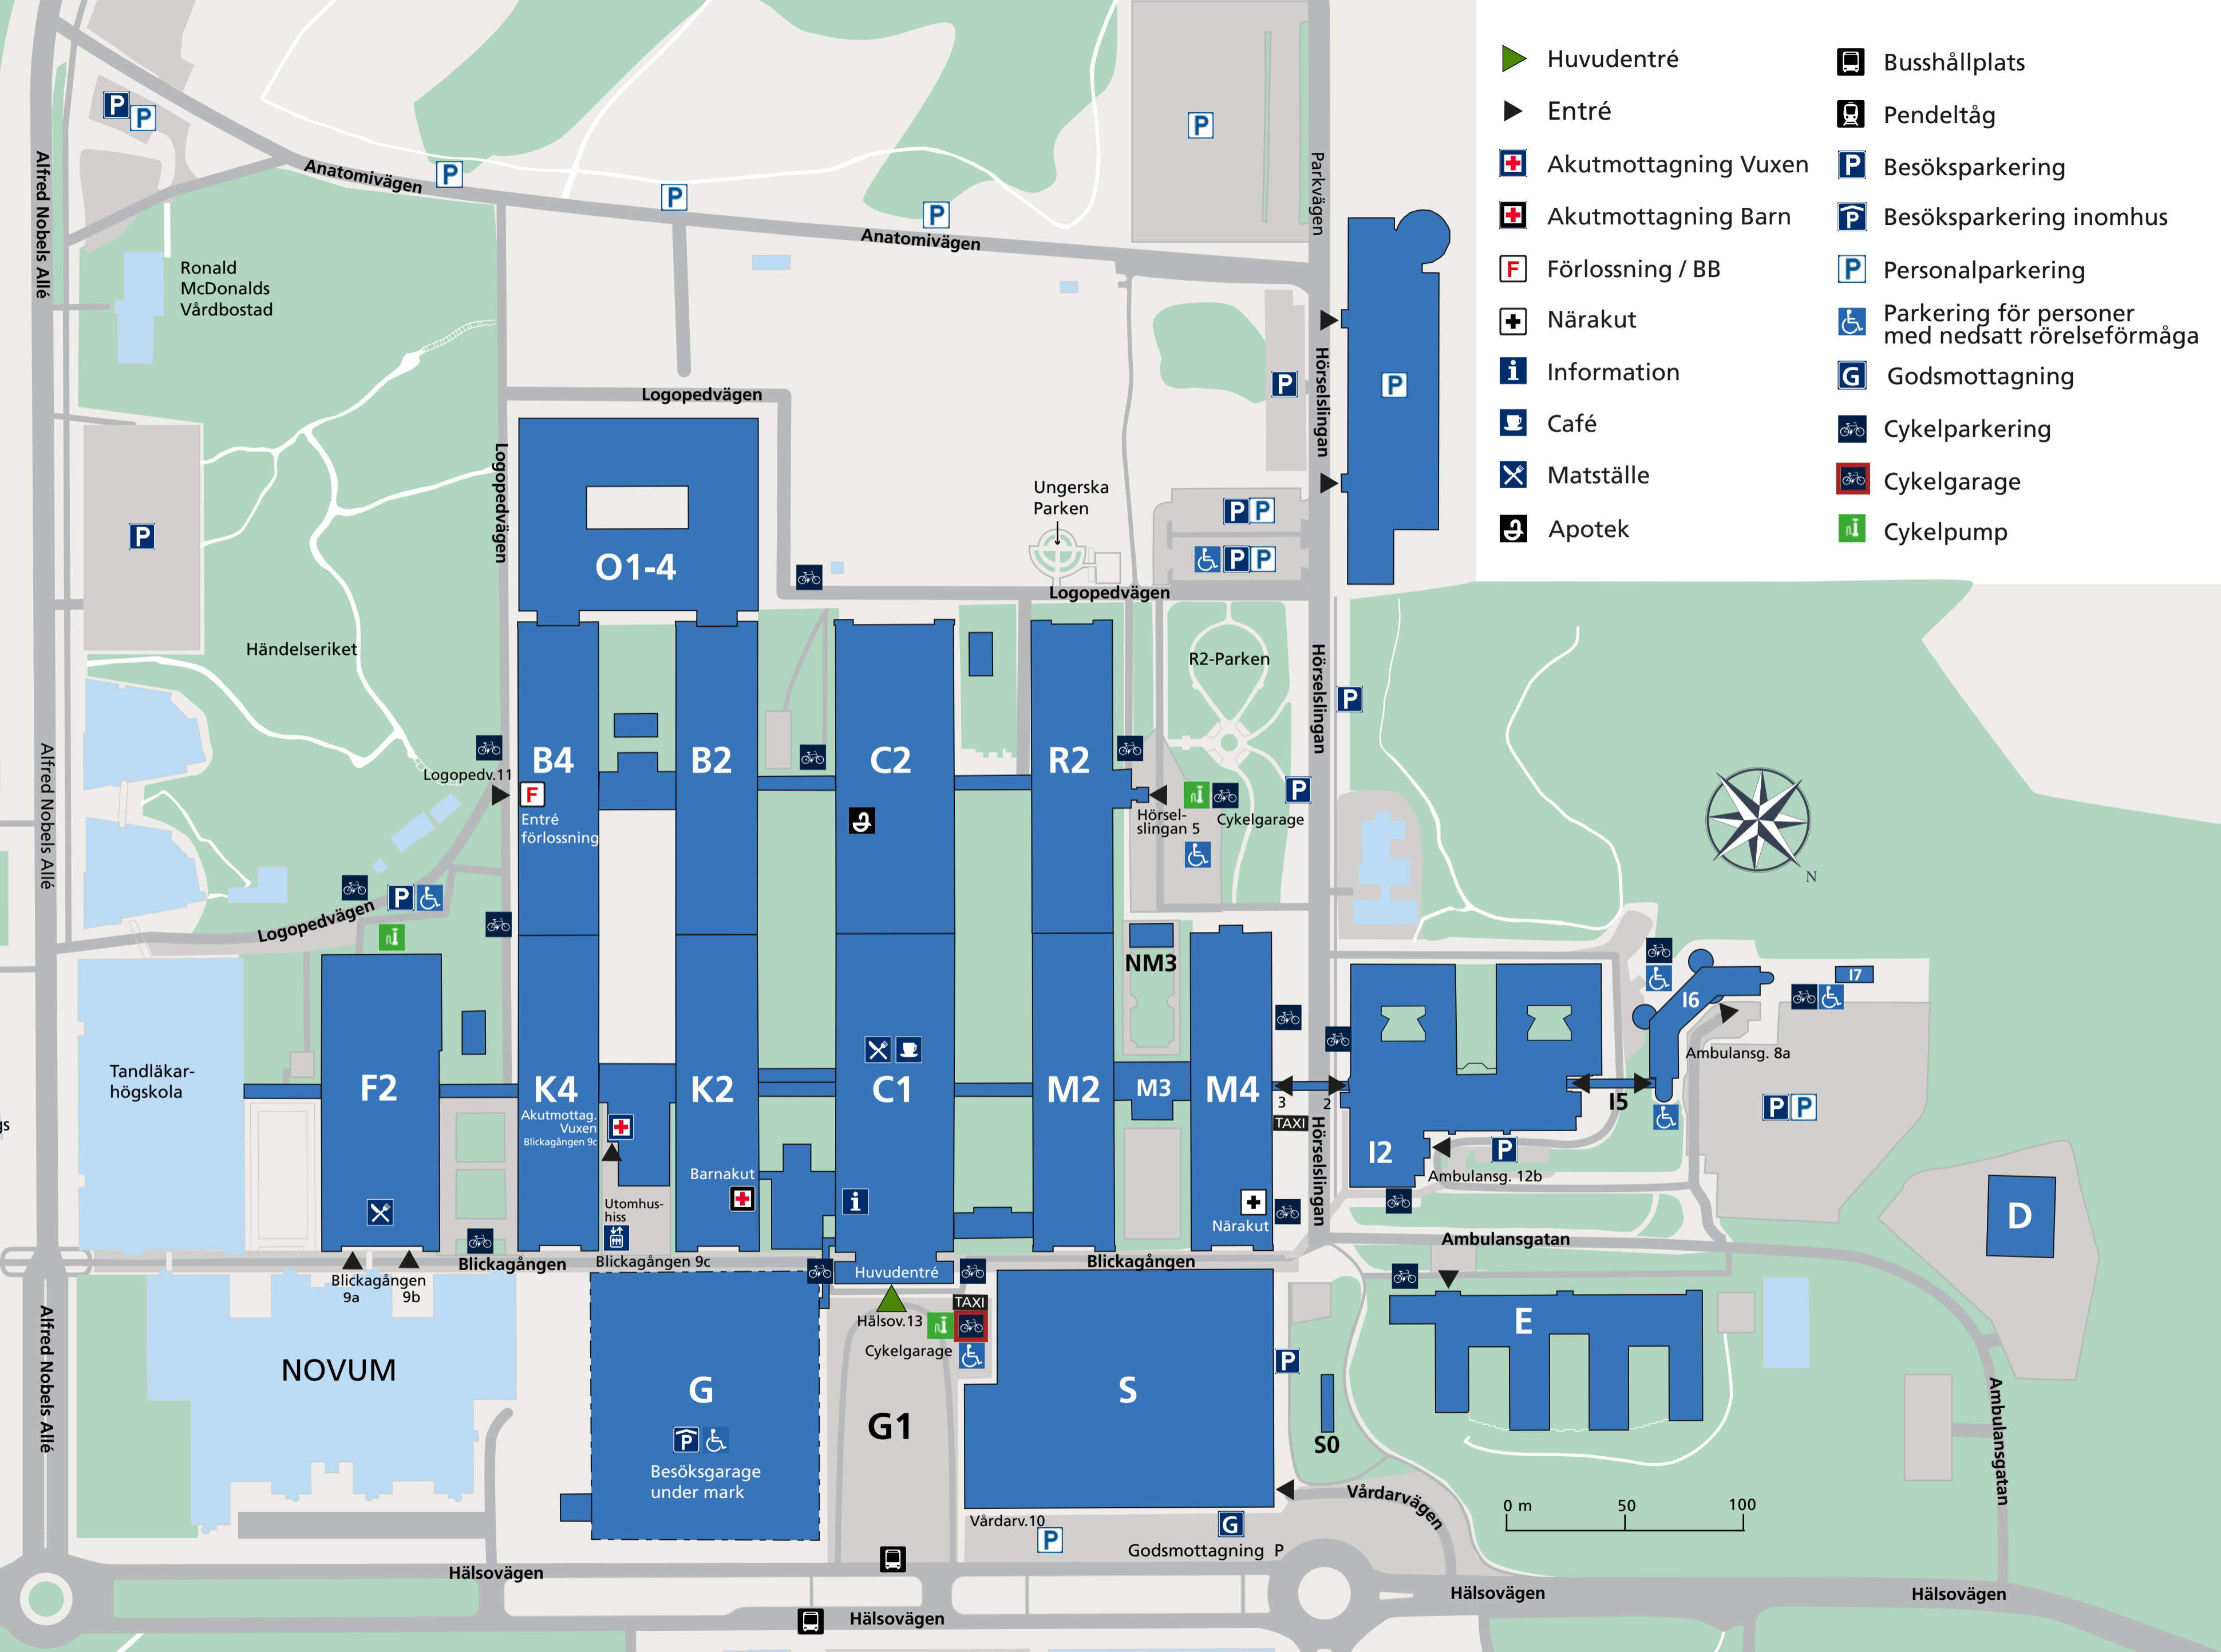 Huvudentré
Entré
Akutmottagning Vuxen
Akutmottagning Barn
Förlossning / BB
Närakut
Information
Café
Matställe
Apotek
Busshållplats
Pendeltåg
Besöksparkering
Besöksparkering inomhus
Personalparkering
Parkering för personer
med nedsatt rörelseförmåga
Godsmottagning
Cykelparkering
Cykelgarage
Cykelpump
F
i
P
P
P
G
P
P
P
P
P
P
Alfred Nobels Allé
Anatomivägen
Anatomivägen
Parkvägen
Ronald
McDonalds
Vårdbostad
Hörselslingan
P
P
Logopedvägen
Logopedvägen
Ungerska
Parken
P
P P
P P
O1-4
Logopedvägen
Händelseriket
R2-Parken
Hörselslingan
P
Alfred Nobels Allé
B4
B2
C2
R2
Logopedv.11
F
Entré
förlossning
P
Hörsel-
slingan 5
Cykelgarage
N
P
Logopedvägen
NM3
I7
I6
Ambulansg. 8a
Tandläkar-
högskola
F2
K4
K2
C1
M2
M3
M4
3
2
I5
P P
Akutmottag.
Vuxen
Blickagången 9c
TAXI
Hörselslingan
I2
P
Ambulansg. 12b
Barnakut
i
Utomhus-
hiss
Närakut
D
Blickagången
Blickagången 9c
Blickagången
Ambulansgatan
Huvudentré
Blickagången
9a
9b
TAXI
Hälsov.13
Cykelgarage
E
Alfred Nobels Allé
NOVUM
G
G1
S
P
S0
P
Besöksgarage
under mark
Ambulansgatan
0 m
50
100
Vårdarvägen
Vårdarv.10
P
G
Godsmottagning P
Hälsovägen
Hälsovägen
Hälsovägen
Hälsovägen